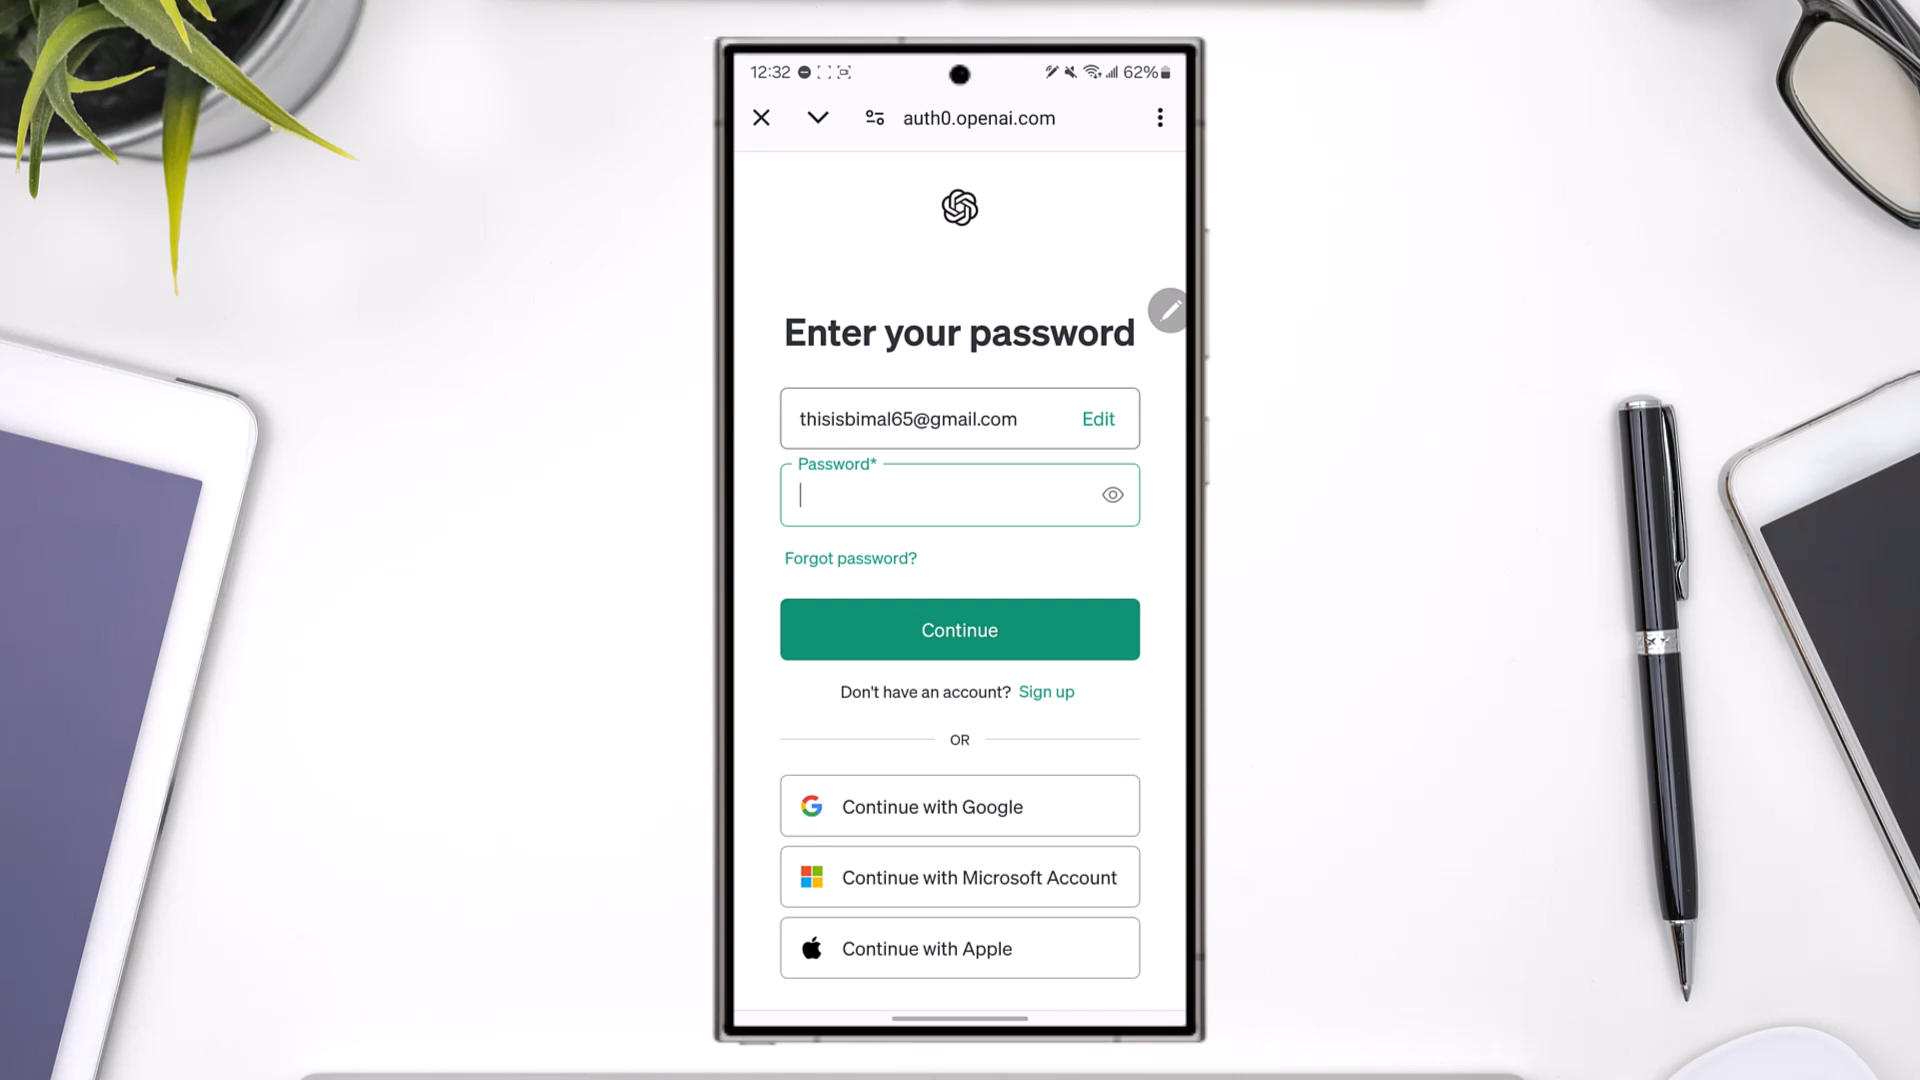 12:32
62%
auth0.openai.com
Enter your password
thisisbimal65@gmail.com Edit
Password*
Forgot password?
Continue
Don't have an account? Sign up
OR
Continue with Google
Continue with Microsoft Account
Continue with Apple